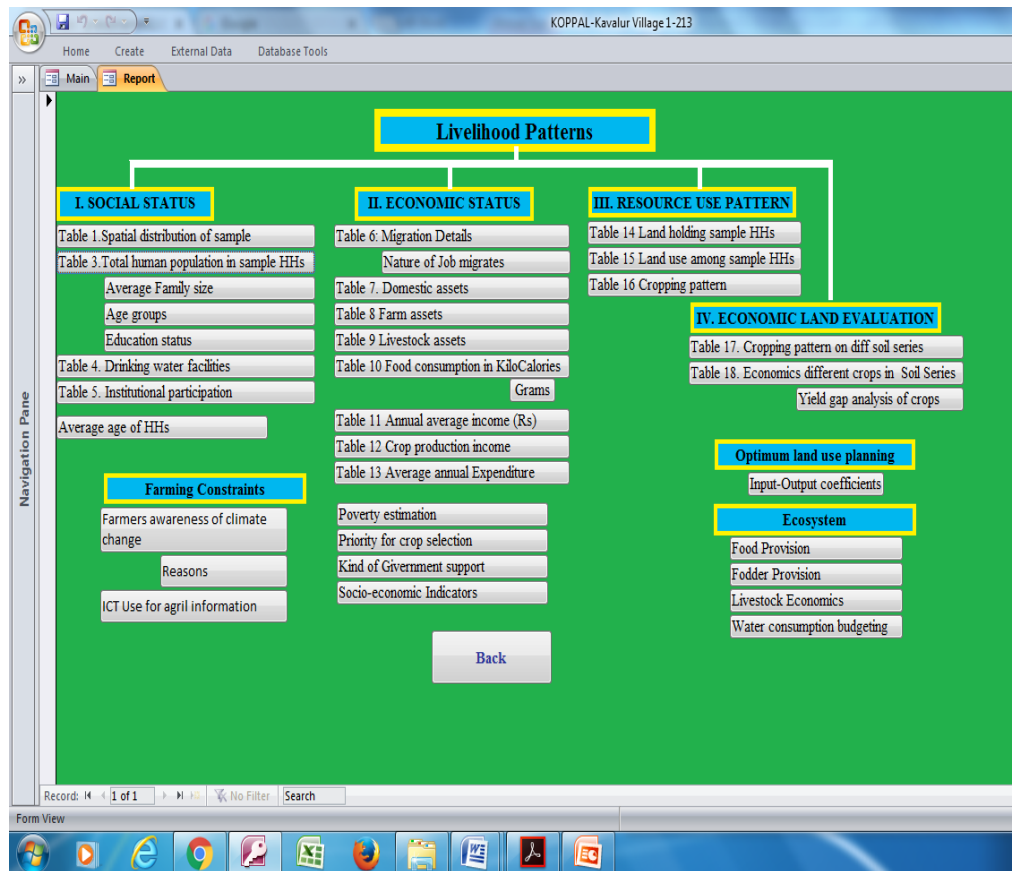 KOPPAL-Kavalur Village 1-213
Home Create External Data Database Tools
Main Report
Navigation Pane
Livelihood Patterns
I. SOCIAL STATUS
Table 1.Spatial distribution of sample
Table 3.Total human population in sample HHs
Average Family size
Age groups
Education status
Table 4. Drinking water facilities
Table 5. Institutional participation
Average age of HHs
Farming Constraints
Farmers awareness of climate
change
Reasons
ICT Use for agril information
II. ECONOMIC STATUS
Table 6: Migration Details
Nature of Job migrates
Table 7. Domestic assets
Table 8 Farm assets
Table 9 Livestock assets
Table 10 Food consumption in KiloCalories
Grams
Table 11 Annual average income (Rs)
Table 12 Crop production income
Table 13 Average annual Expenditure
Poverty estimation
Priority for crop selection
Kind of Givernment support
Socio-economic Indicators
Back
III. RESOURCE USE PATTERN
Table 14 Land holding sample HHs
Table 15 Land use among sample HHs
Table 16 Cropping pattern
IV. ECONOMIC LAND EVALUATION
Table 17. Cropping pattern on diff soil series
Table 18. Economics different crops in Soil Series
Yield gap analysis of crops
Optimum land use planning
Input-Output coefficients
Ecosystem
Food Provision
Fodder Provision
Livestock Economics
Water consumption budgeting
Record: 1 of 1 No Filter Search
Form View